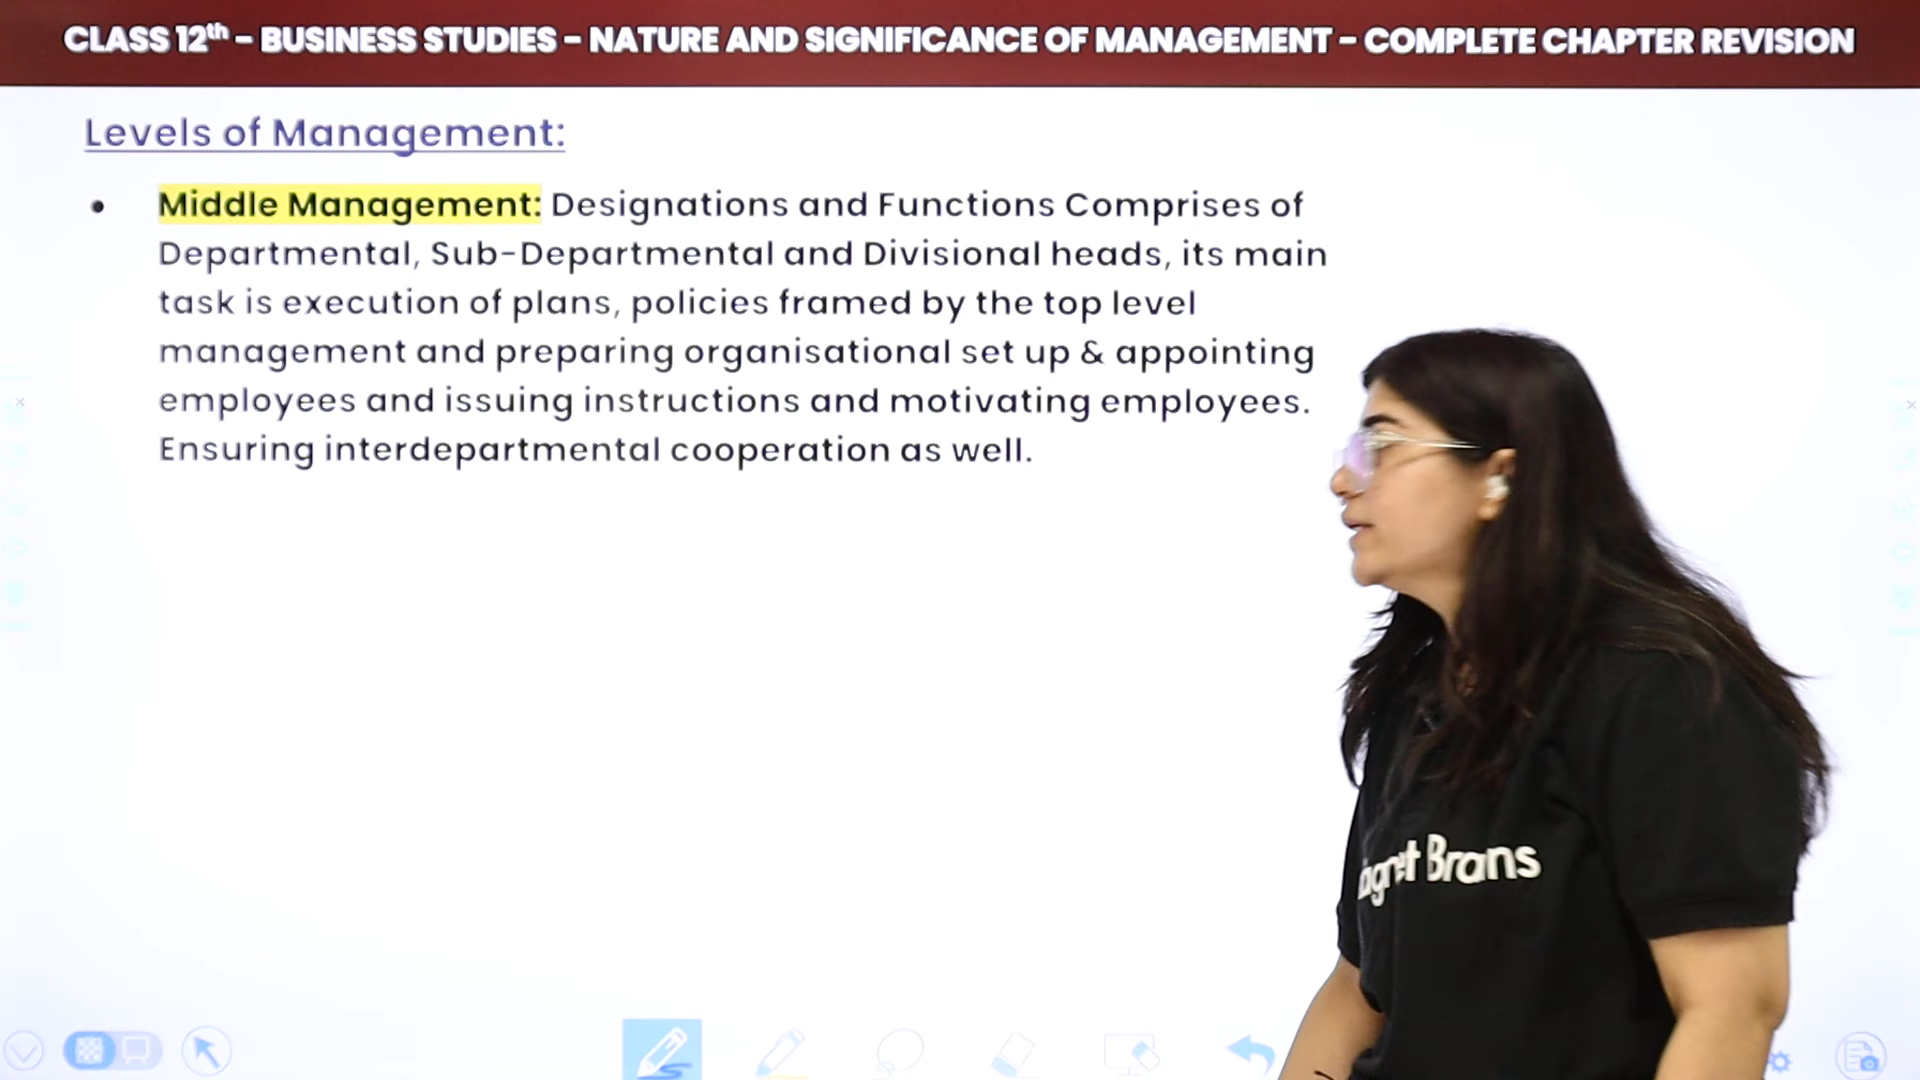 CLASS 12th – BUSINESS STUDIES – NATURE AND SIGNIFICANCE OF MANAGEMENT – COMPLETE CHAPTER REVISION
Levels of Management:
• Middle Management: Designations and Functions Comprises of
Departmental, Sub-Departmental and Divisional heads, its main
task is execution of plans, policies framed by the top level
management and preparing organisational set up & appointing
employees and issuing instructions and motivating employees.
Ensuring interdepartmental cooperation as well.
agnet Brans